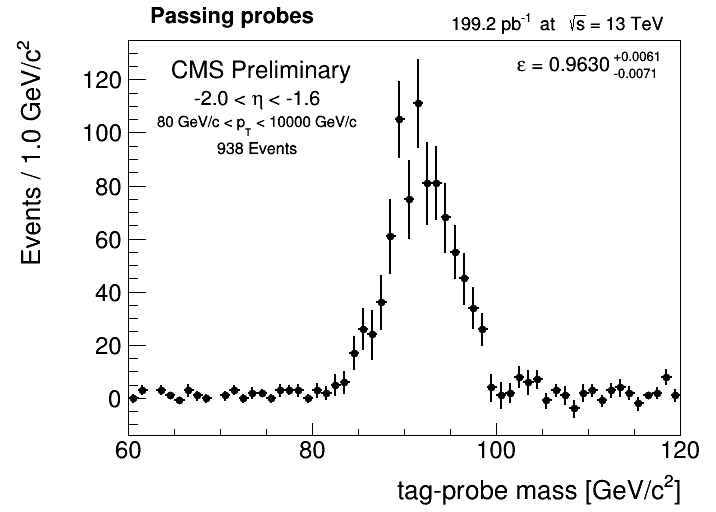 Passing probes
199.2 pb⁻¹ at √s = 13 TeV
CMS Preliminary
ε = 0.9630 +0.0061 -0.0071
-2.0 < η < -1.6
80 GeV/c < p_T < 10000 GeV/c
938 Events
Events / 1.0 GeV/c²
120
100
80
60
40
20
0
60 80 100 120
tag-probe mass [GeV/c²]